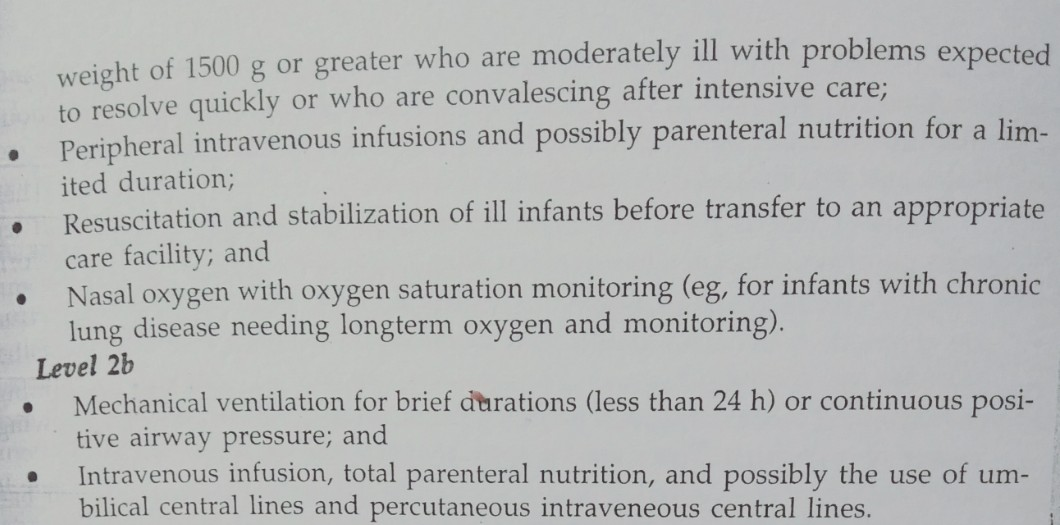 weight of 1500 g or greater who are moderately ill with problems expected
to resolve quickly or who are convalescing after intensive care;
• Peripheral intravenous infusions and possibly parenteral nutrition for a lim-
ited duration;
• Resuscitation and stabilization of ill infants before transfer to an appropriate
care facility; and
• Nasal oxygen with oxygen saturation monitoring (eg, for infants with chronic
lung disease needing longterm oxygen and monitoring).
Level 2b
• Mechanical ventilation for brief durations (less than 24 h) or continuous posi-
tive airway pressure; and
• Intravenous infusion, total parenteral nutrition, and possibly the use of um-
bilical central lines and percutaneous intraveneous central lines.